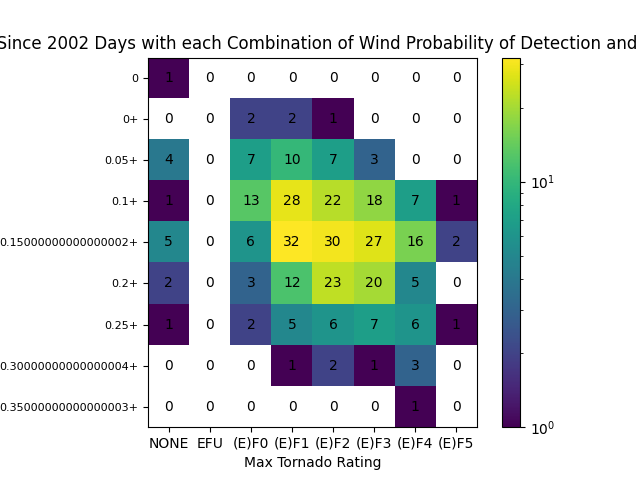 Since 2002 Days with each Combination of Wind Probability of Detection and
0 1 0 0 0 0 0 0 0
0+ 0 0 2 2 1 0 0 0
0.05+ 4 0 7 10 7 3 0 0
0.1+ 1 0 13 28 22 18 7 1
0.15000000000000002+ 5 0 6 32 30 27 16 2
0.2+ 2 0 3 12 23 20 5 0
0.25+ 1 0 2 5 6 7 6 1
0.30000000000000004+ 0 0 0 1 2 1 3 0
0.35000000000000003+ 0 0 0 0 0 0 1 0
NONE EFU (E)F0 (E)F1 (E)F2 (E)F3 (E)F4 (E)F5
Max Tornado Rating
10¹
10⁰